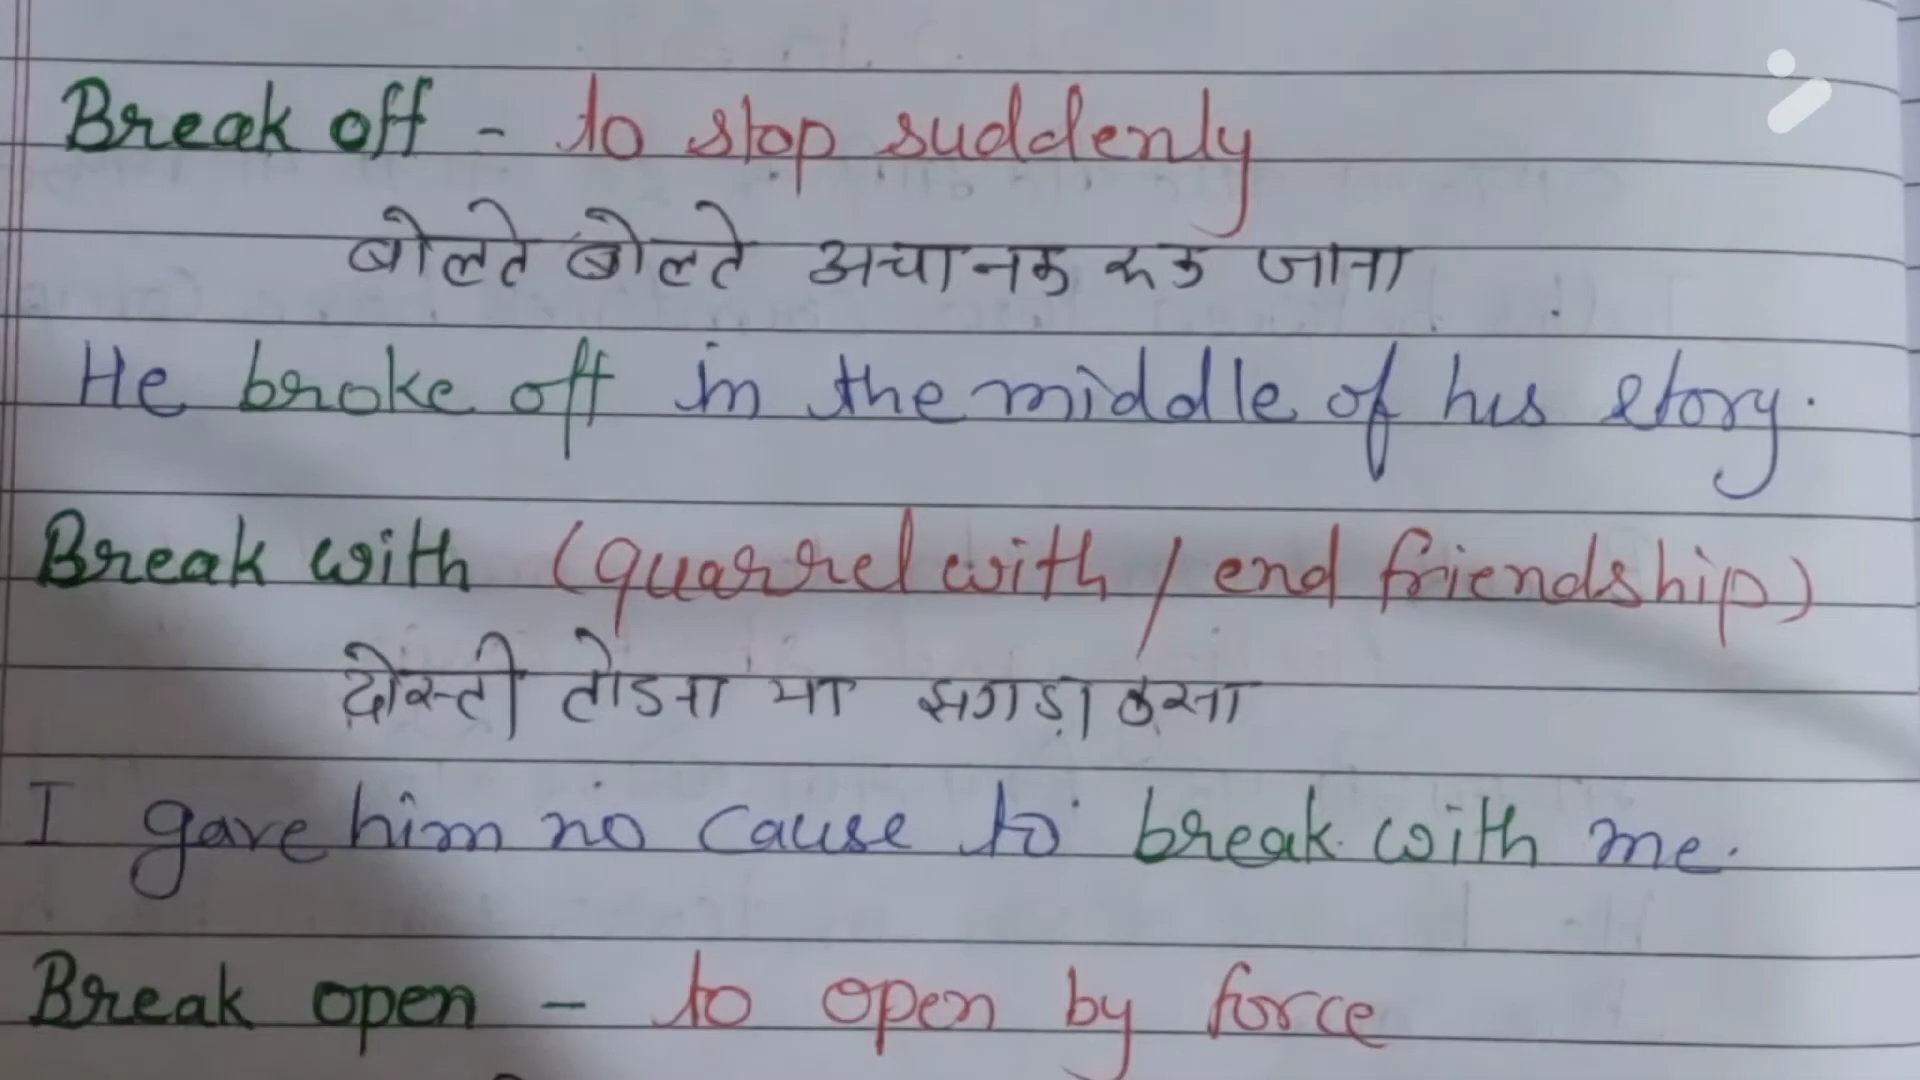 Break off - to stop suddenly
बोलते बोलते अचानक रूक जाना
He broke off in the middle of his story.
Break with (quarrel with / end friendship)
दोस्ती तोडना या झगड़ा करना
I gave him no cause to break with me.
Break open - to open by force